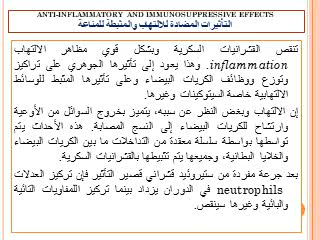 ANTI-INFLAMMATORY AND IMMUNOSUPPRESSIVE EFFECTS
التأثيرات المضادة للالتهاب والمثبطة للمناعة
تنقص القشرانيات السكرية وبشكل قوي مظاهر الالتهاب
inflammation. وهذا يعود إلى تأثيرها الجوهري على تراكيز
وتوزع ووظائف الكريات البيضاء وعلى تأثيرها المثبط للوسائط
الالتهابية خاصة السيتوكينات وغيرها.
إن الالتهاب وبغض النظر عن سببه، يتميز بخروج السوائل من الأوعية
وارتشاح للكريات البيضاء إلى النسج المصابة. هذه الأحداث يتم
توسطها بواسطة سلسلة معقدة من التداخلات ما بين الكريات البيضاء
والخلايا البطانية، وجميعها يتم تثبيطها بالقشرانيات السكرية.
بعد جرعة مفردة من ستيروئيد قشراني قصير التأثير فإن تركيز العدلات
neutrophils في الدوران يزداد بينما تركيز اللمفاويات التائية
والبائية وغيرها سينقص.